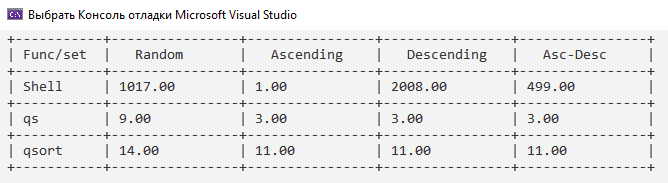 Выбрать Консоль отладки Microsoft Visual Studio
+-----------+----------------+----------------+----------------+----------------+
| Func/set | Random | Ascending | Descending | Asc-Desc |
+-----------+----------------+----------------+----------------+----------------+
| Shell | 1017.00 | 1.00 | 2008.00 | 499.00 |
+-----------+----------------+----------------+----------------+----------------+
| qs | 9.00 | 3.00 | 3.00 | 3.00 |
+-----------+----------------+----------------+----------------+----------------+
| qsort | 14.00 | 11.00 | 11.00 | 11.00 |
+-----------+----------------+----------------+----------------+----------------+